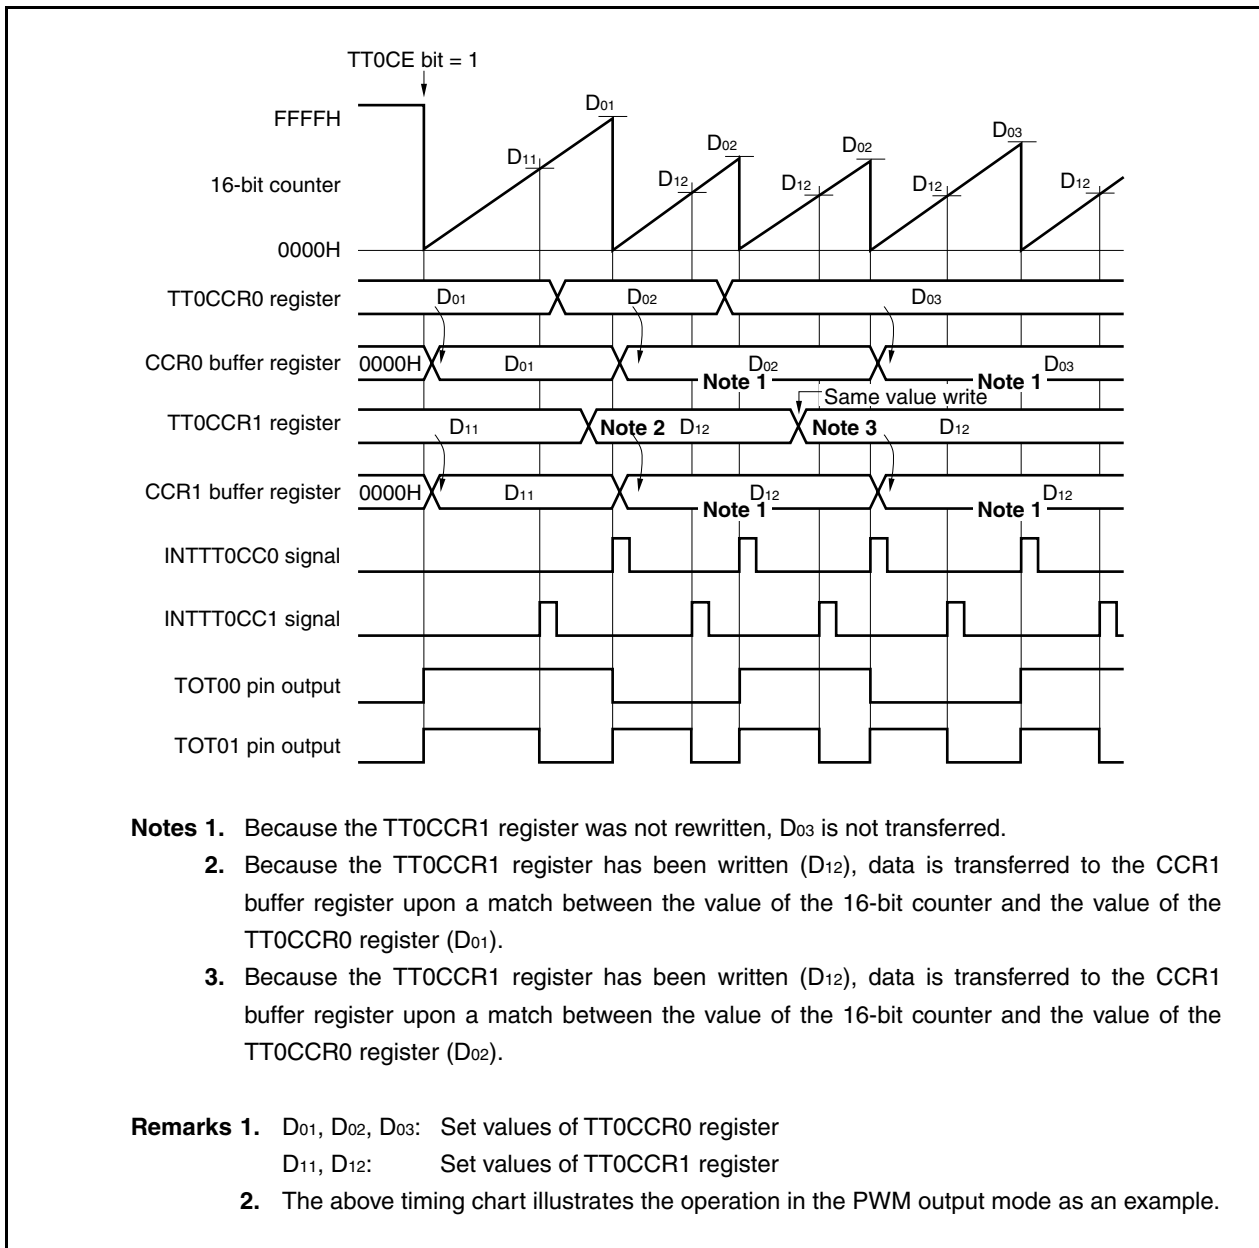 TT0CE bit = 1
FFFFH
D01
D11
D02
D02
D03
16-bit counter
D12
D12
D12
D12
0000H
TT0CCR0 register
D01
D02
D03
CCR0 buffer register
0000H
D01
D02
D03
Note 1
Note 1
Same value write
TT0CCR1 register
D11
Note 2
D12
Note 3
D12
CCR1 buffer register
0000H
D11
D12
D12
Note 1
Note 1
INTTT0CC0 signal
INTTT0CC1 signal
TOT00 pin output
TOT01 pin output
Notes 1. Because the TT0CCR1 register was not rewritten, D03 is not transferred.
2. Because the TT0CCR1 register has been written (D12), data is transferred to the CCR1
buffer register upon a match between the value of the 16-bit counter and the value of the
TT0CCR0 register (D01).
3. Because the TT0CCR1 register has been written (D12), data is transferred to the CCR1
buffer register upon a match between the value of the 16-bit counter and the value of the
TT0CCR0 register (D02).
Remarks 1. D01, D02, D03: Set values of TT0CCR0 register
D11, D12: Set values of TT0CCR1 register
2. The above timing chart illustrates the operation in the PWM output mode as an example.